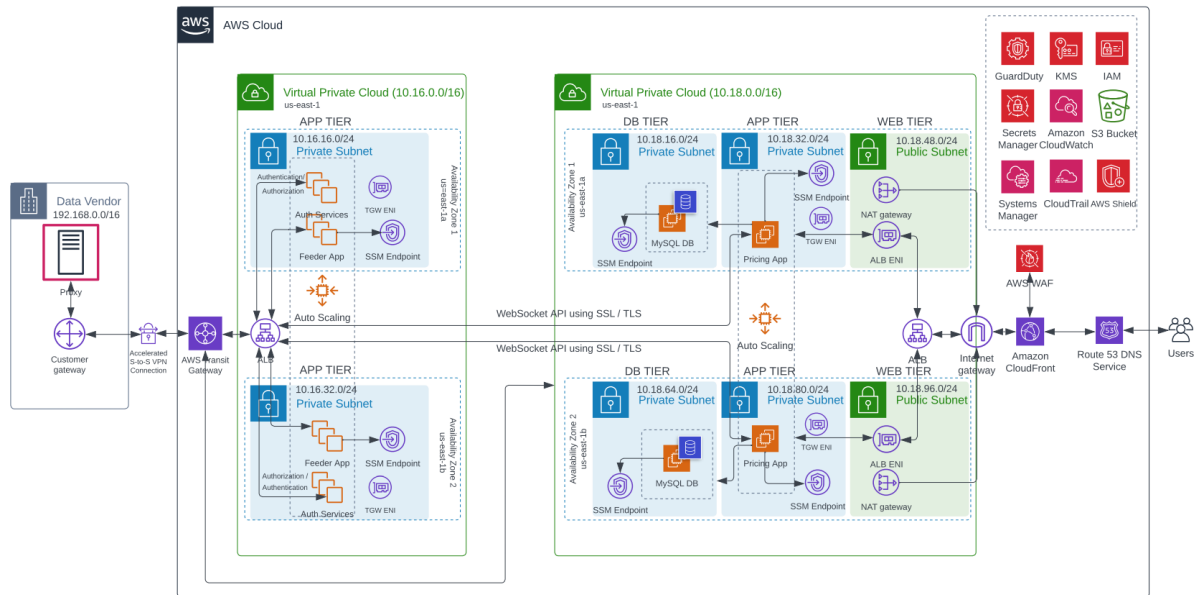 aws
AWS Cloud
Data Vendor
192.168.0.0/16
Proxy
Customer
gateway
Accelerated
S-to-S VPN
Connection
AWS Transit
Gateway
Virtual Private Cloud (10.16.0.0/16)
us-east-1
APP TIER
10.16.16.0/24
Private Subnet
Authentication/
Authorization
Auth Services
TGW ENI
Feeder App
SSM Endpoint
Availability Zone 1
us=east-1a
Auto Scaling
ALB
APP TIER
10.16.32.0/24
Private Subnet
Feeder App
SSM Endpoint
Authorization /
Authentication
Auth Services
TGW ENI
Availability Zone 2
us-east-1b
WebSocket API using SSL / TLS
WebSocket API using SSL / TLS
Virtual Private Cloud (10.18.0.0/16)
us-east-1
DB TIER
APP TIER
WEB TIER
Availability Zone 1
us-east-1a
10.18.16.0/24
Private Subnet
10.18.32.0/24
Private Subnet
10.18.48.0/24
Public Subnet
MySQL DB
SSM Endpoint
SSM Endpoint
TGW ENI
Pricing App
NAT gateway
ALB ENI
Auto Scaling
DB TIER
APP TIER
WEB TIER
Availability Zone 2
us-east-1b
10.18.64.0/24
Private Subnet
10.18.80.0/24
Private Subnet
10.18.96.0/24
Public Subnet
MySQL DB
SSM Endpoint
TGW ENI
Pricing App
SSM Endpoint
ALB ENI
NAT gateway
ALB
Internet
gateway
GuardDuty
KMS
IAM
Secrets
Manager
Amazon
CloudWatch
S3 Bucket
Systems
Manager
CloudTrail
AWS Shield
AWS WAF
Amazon
CloudFront
53
Route 53 DNS
Service
Users